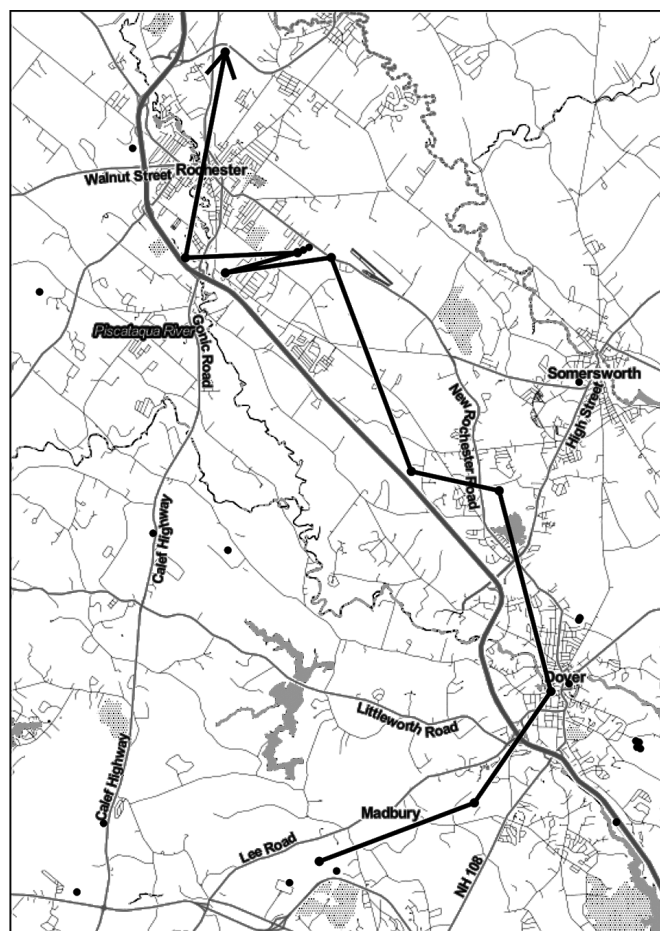 Walnut Street
Rochester
Piscataqua River
Gonic Road
Somersworth
New Rochester Road
High Street
Calef Highway
Dover
Littleworth Road
Calef Highway
Madbury
Lee Road
NH 108